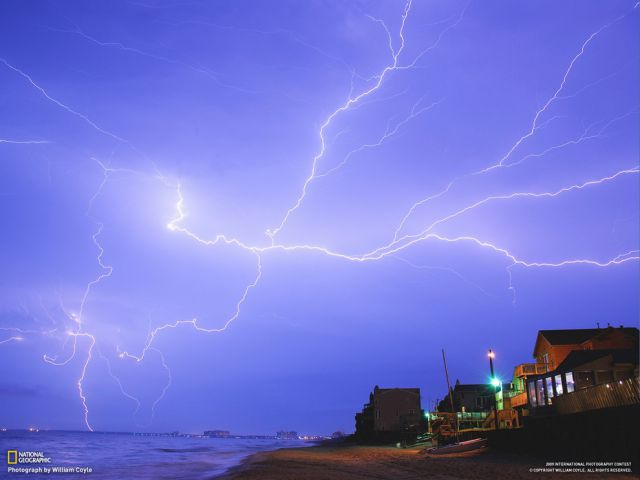 NATIONAL
GEOGRAPHIC
Photograph by William Coyle
2009 INTERNATIONAL PHOTOGRAPHY CONTEST
© COPYRIGHT WILLIAM COYLE. ALL RIGHTS RESERVED.